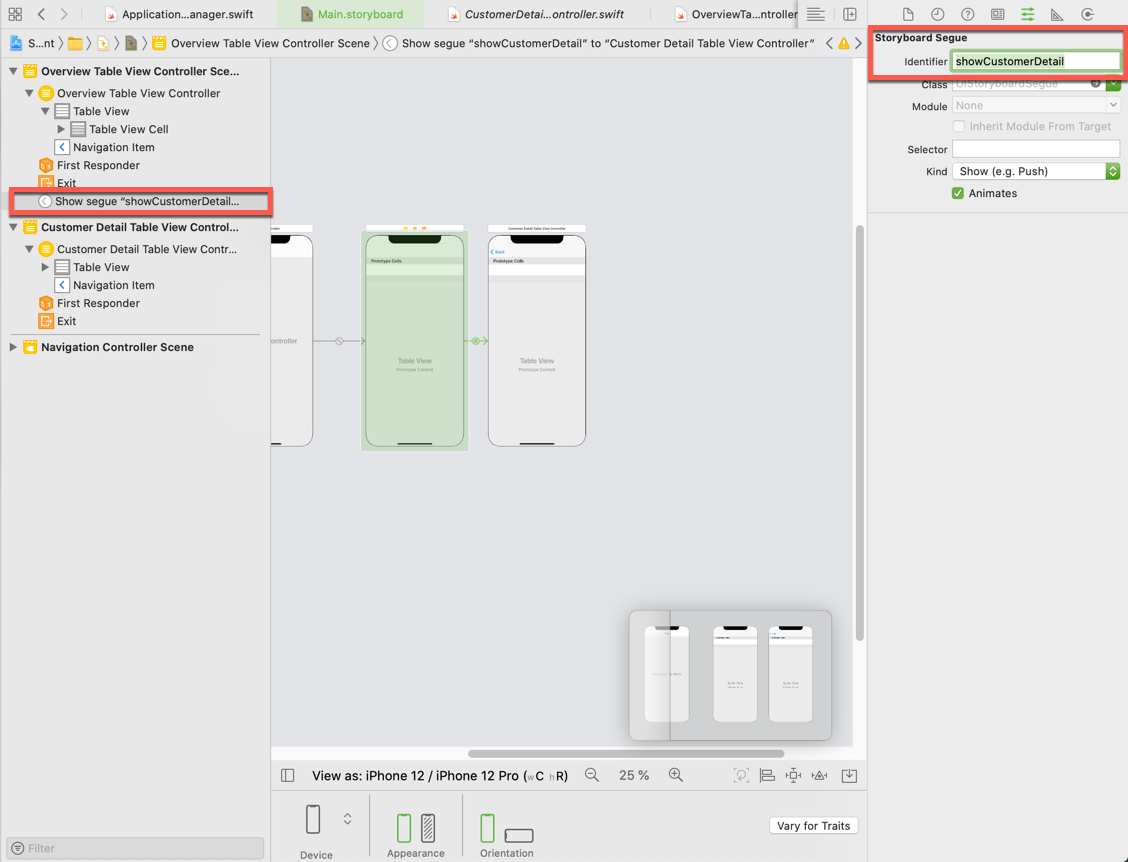 Application...anager.swift
Main.storyboard
CustomerDetai...ontroller.swift
OverviewTa...ntroller
S...nt
Overview Table View Controller Scene
Show segue “showCustomerDetail” to “Customer Detail Table View Controller”
Overview Table View Controller Sce...
Overview Table View Controller
Table View
Table View Cell
Navigation Item
First Responder
Exit
Show segue “showCustomerDetail...
Customer Detail Table View Control...
Customer Detail Table View Contr...
Table View
Navigation Item
First Responder
Exit
Navigation Controller Scene
Filter
ontroller
Prototype Cells
Table View
Prototype Content
Customer Detail Table View Controller
Back
Prototype Cells
Table View
Prototype Content
View as: iPhone 12 / iPhone 12 Pro (wC hR)
25 %
Device
Appearance
Orientation
Vary for Traits
Storyboard Segue
Identifier showCustomerDetail
Class UIStoryboardSegue
Module None
Inherit Module From Target
Selector
Kind Show (e.g. Push)
Animates